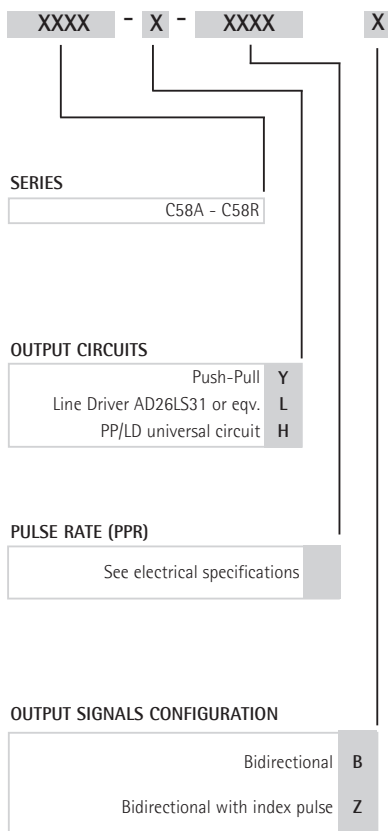 XXXX - X - XXXX X
SERIES
C58A - C58R
OUTPUT CIRCUITS
Push-Pull Y
Line Driver AD26LS31 or eqv. L
PP/LD universal circuit H
PULSE RATE (PPR)
See electrical specifications
OUTPUT SIGNALS CONFIGURATION
Bidirectional B
Bidirectional with index pulse Z